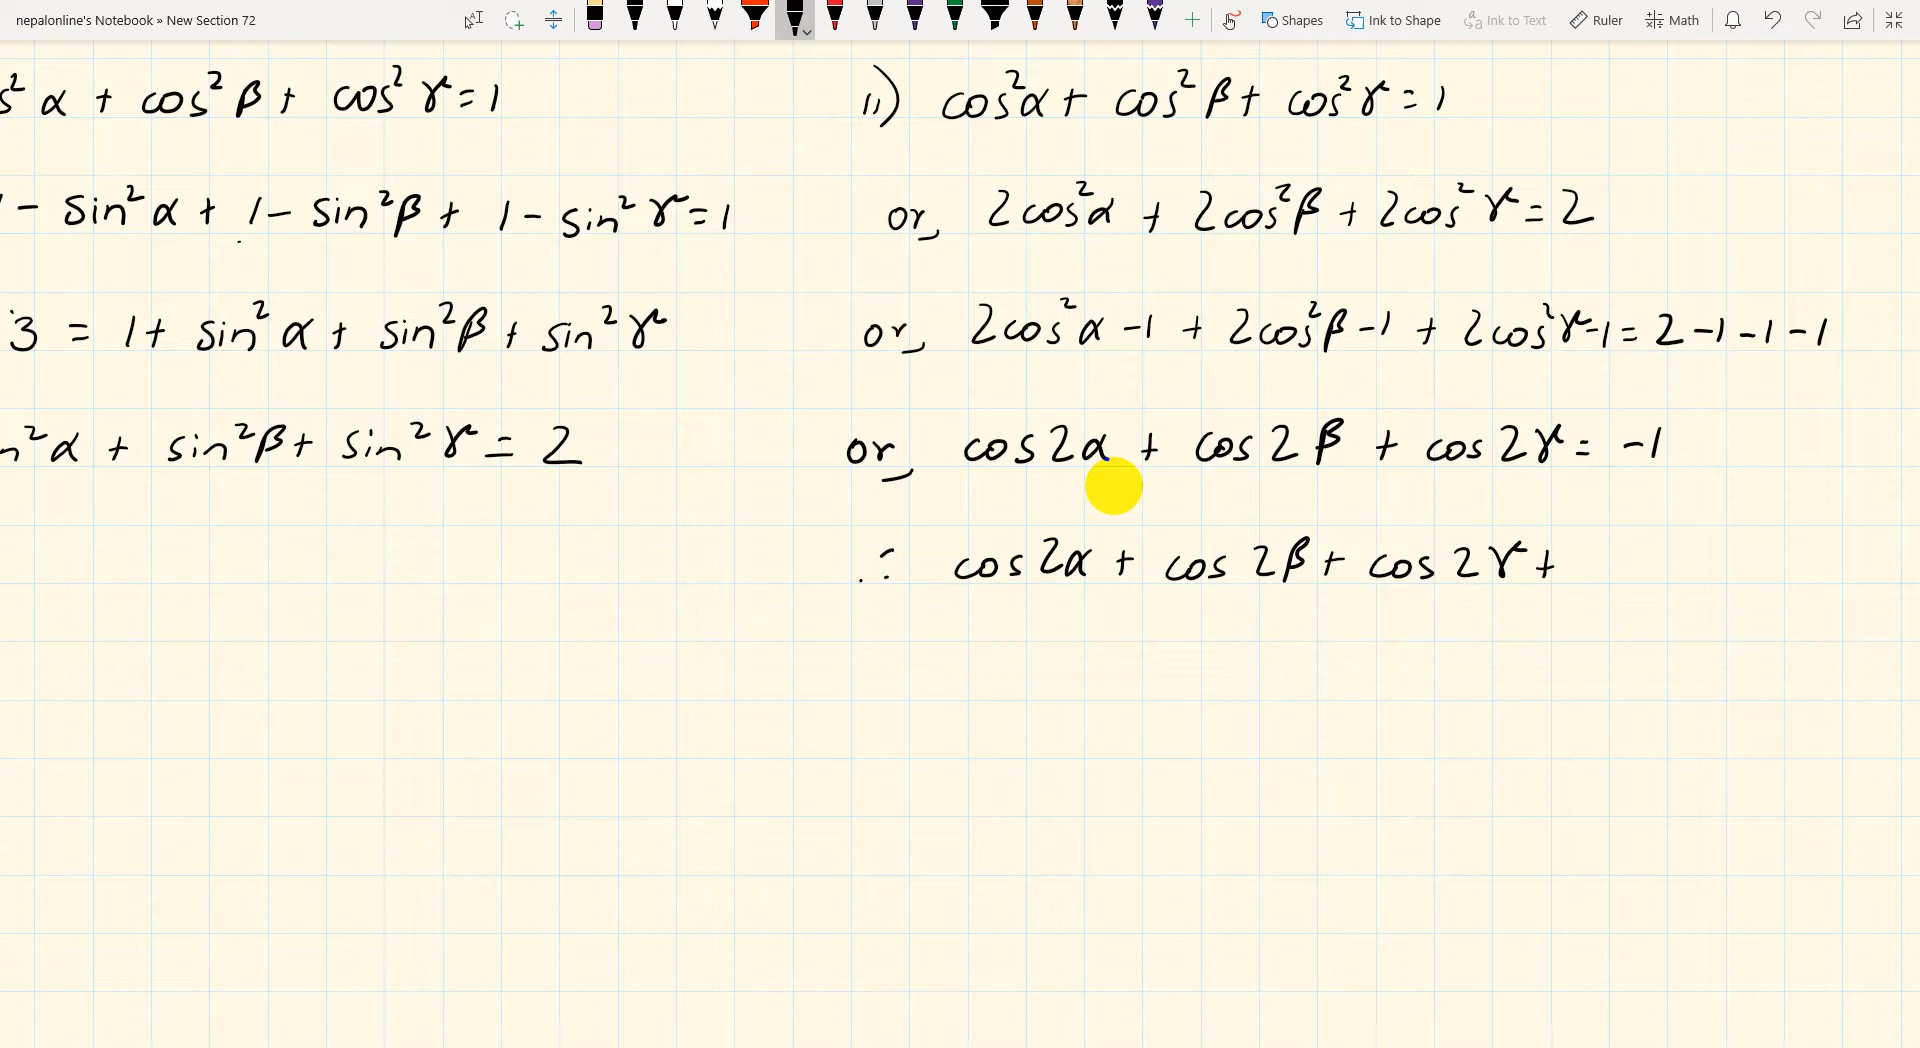 nepalonline's Notebook » New Section 72
Shapes Ink to Shape Ink to Text Ruler Math
s² α + cos² β + cos² γ = 1
- sin² α + 1 - sin² β + 1 - sin² γ = 1
3 = 1 + sin² α + sin² β + sin² γ
n² α + sin² β + sin² γ = 2
ii) cos² α + cos² β + cos² γ = 1
or, 2cos² α + 2cos² β + 2cos² γ = 2
or, 2cos² α - 1 + 2cos² β - 1 + 2cos² γ - 1 = 2 - 1 - 1 - 1
or, cos 2α + cos 2β + cos 2γ = -1
∴ cos 2α + cos 2β + cos 2γ +